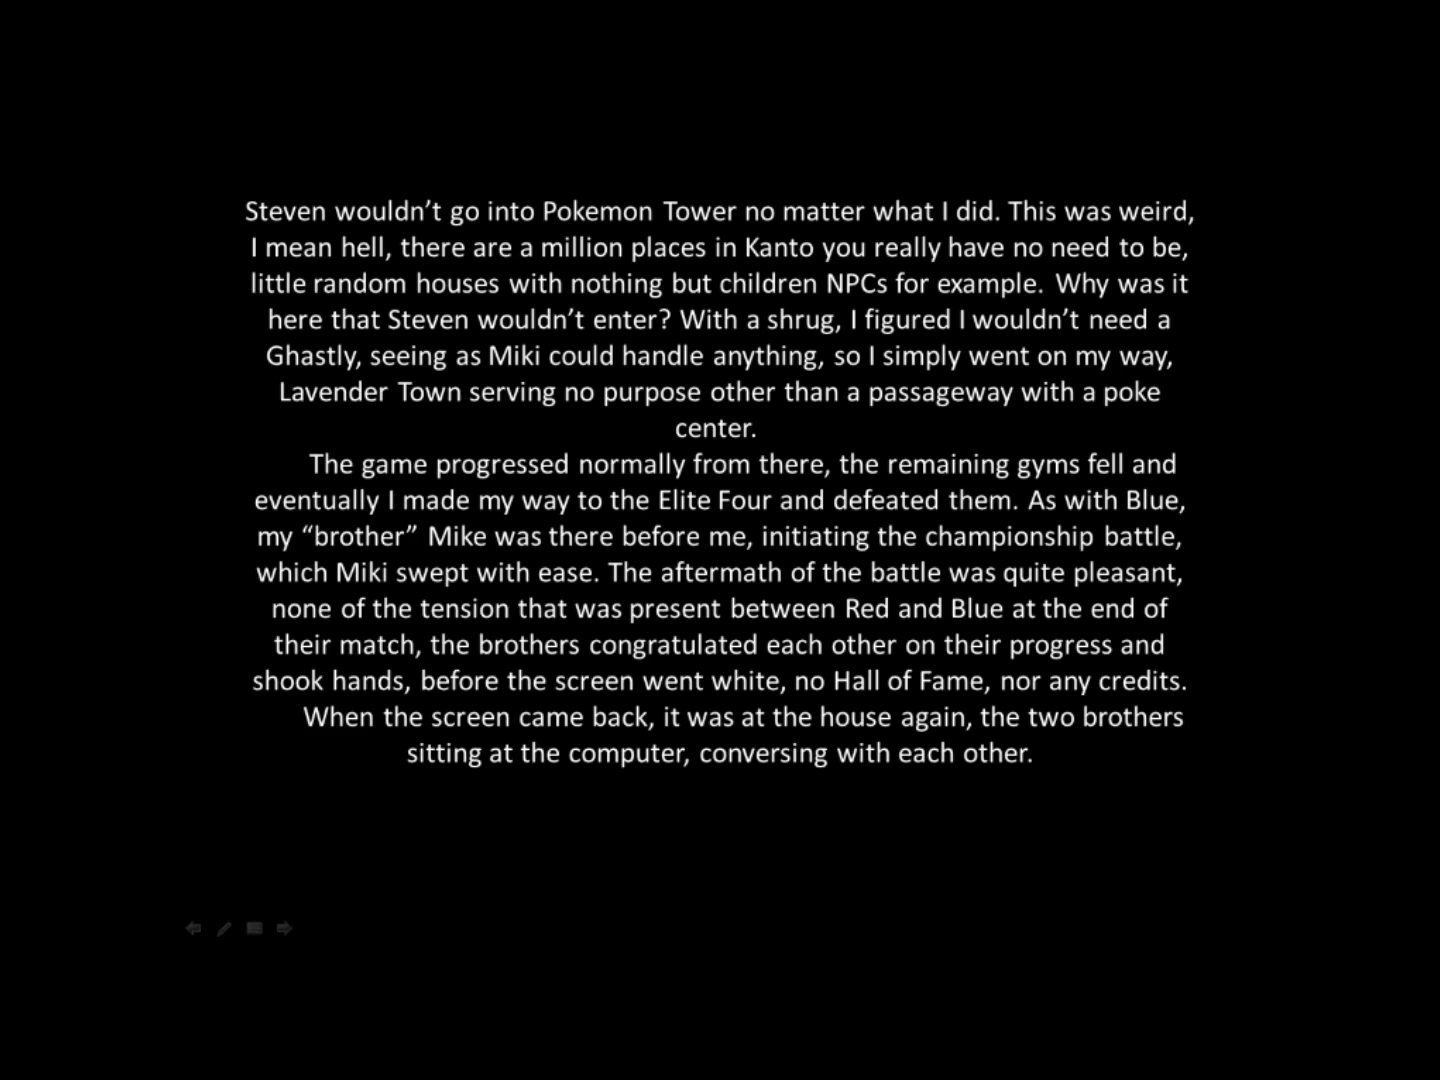 Steven wouldn’t go into Pokemon Tower no matter what I did. This was weird,
I mean hell, there are a million places in Kanto you really have no need to be,
little random houses with nothing but children NPCs for example. Why was it
here that Steven wouldn’t enter? With a shrug, I figured I wouldn’t need a
Ghastly, seeing as Miki could handle anything, so I simply went on my way,
Lavender Town serving no purpose other than a passageway with a poke
center.
The game progressed normally from there, the remaining gyms fell and
eventually I made my way to the Elite Four and defeated them. As with Blue,
my “brother” Mike was there before me, initiating the championship battle,
which Miki swept with ease. The aftermath of the battle was quite pleasant,
none of the tension that was present between Red and Blue at the end of
their match, the brothers congratulated each other on their progress and
shook hands, before the screen went white, no Hall of Fame, nor any credits.
When the screen came back, it was at the house again, the two brothers
sitting at the computer, conversing with each other.